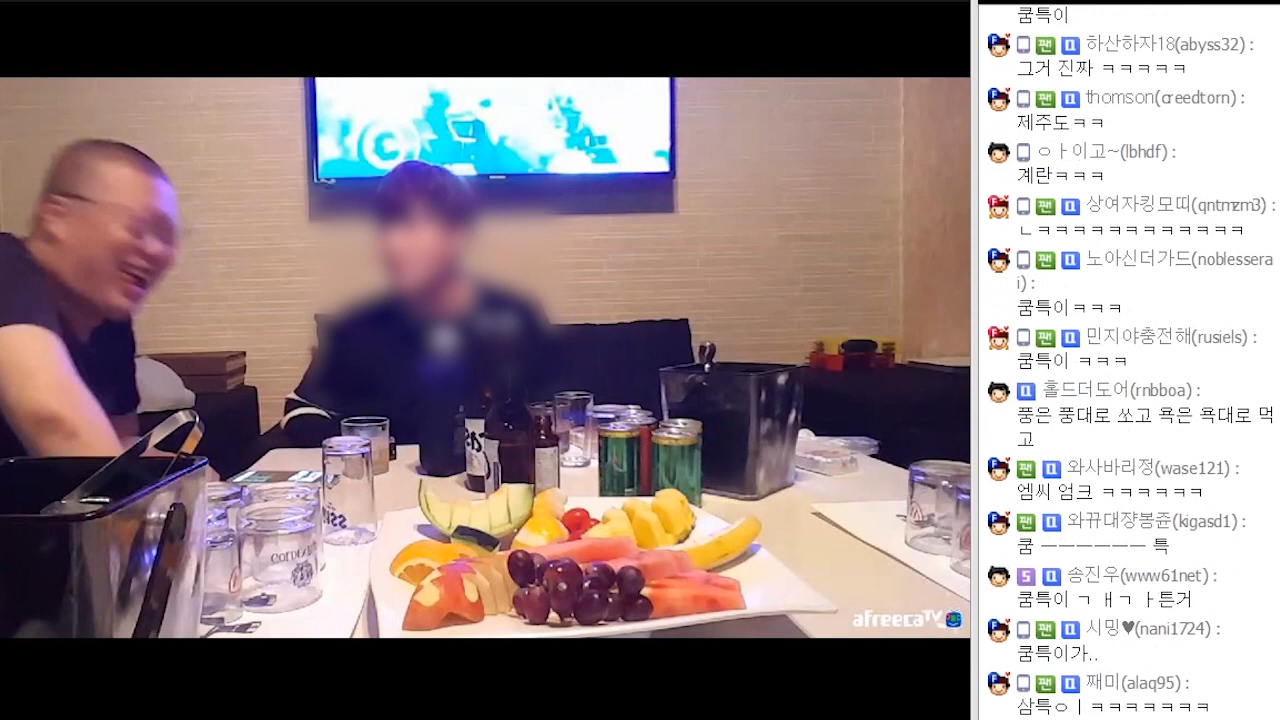 쿰특이
하산하자18(abyss32) :
그거 진짜 ㅋㅋㅋㅋㅋ
thomson(creedtorn) :
제주도ㅋㅋ
ㅇㅏ이고~(lbhdf) :
계란ㅋㅋㅋ
상여자킹모띠(qntmzm3) :
ㄴㅋㅋㅋㅋㅋㅋㅋㅋㅋㅋㅋㅋ
노아신더가드(noblessera
i) :
쿰특이ㅋㅋㅋ
민지야충전해(rusiels) :
쿰특이 ㅋㅋㅋ
홀드더도어(rnbboa) :
풍은 풍대로 쏘고 욕은 욕대로 먹
고
와사바리정(wase121) :
엠씨 엄크 ㅋㅋㅋㅋㅋㅋ
와뀨대쟝봉쥰(kigasd1) :
쿰 ㅡㅡㅡㅡㅡㅡ 특
송진우(www61net) :
쿰특이 ㄱ ㅐㄱ ㅏ튼거
시밍♥(nani1724) :
쿰특이가..
째미(alaq95) :
삼특ㅇㅣㅋㅋㅋㅋㅋㅋㅋ
afreecaTV